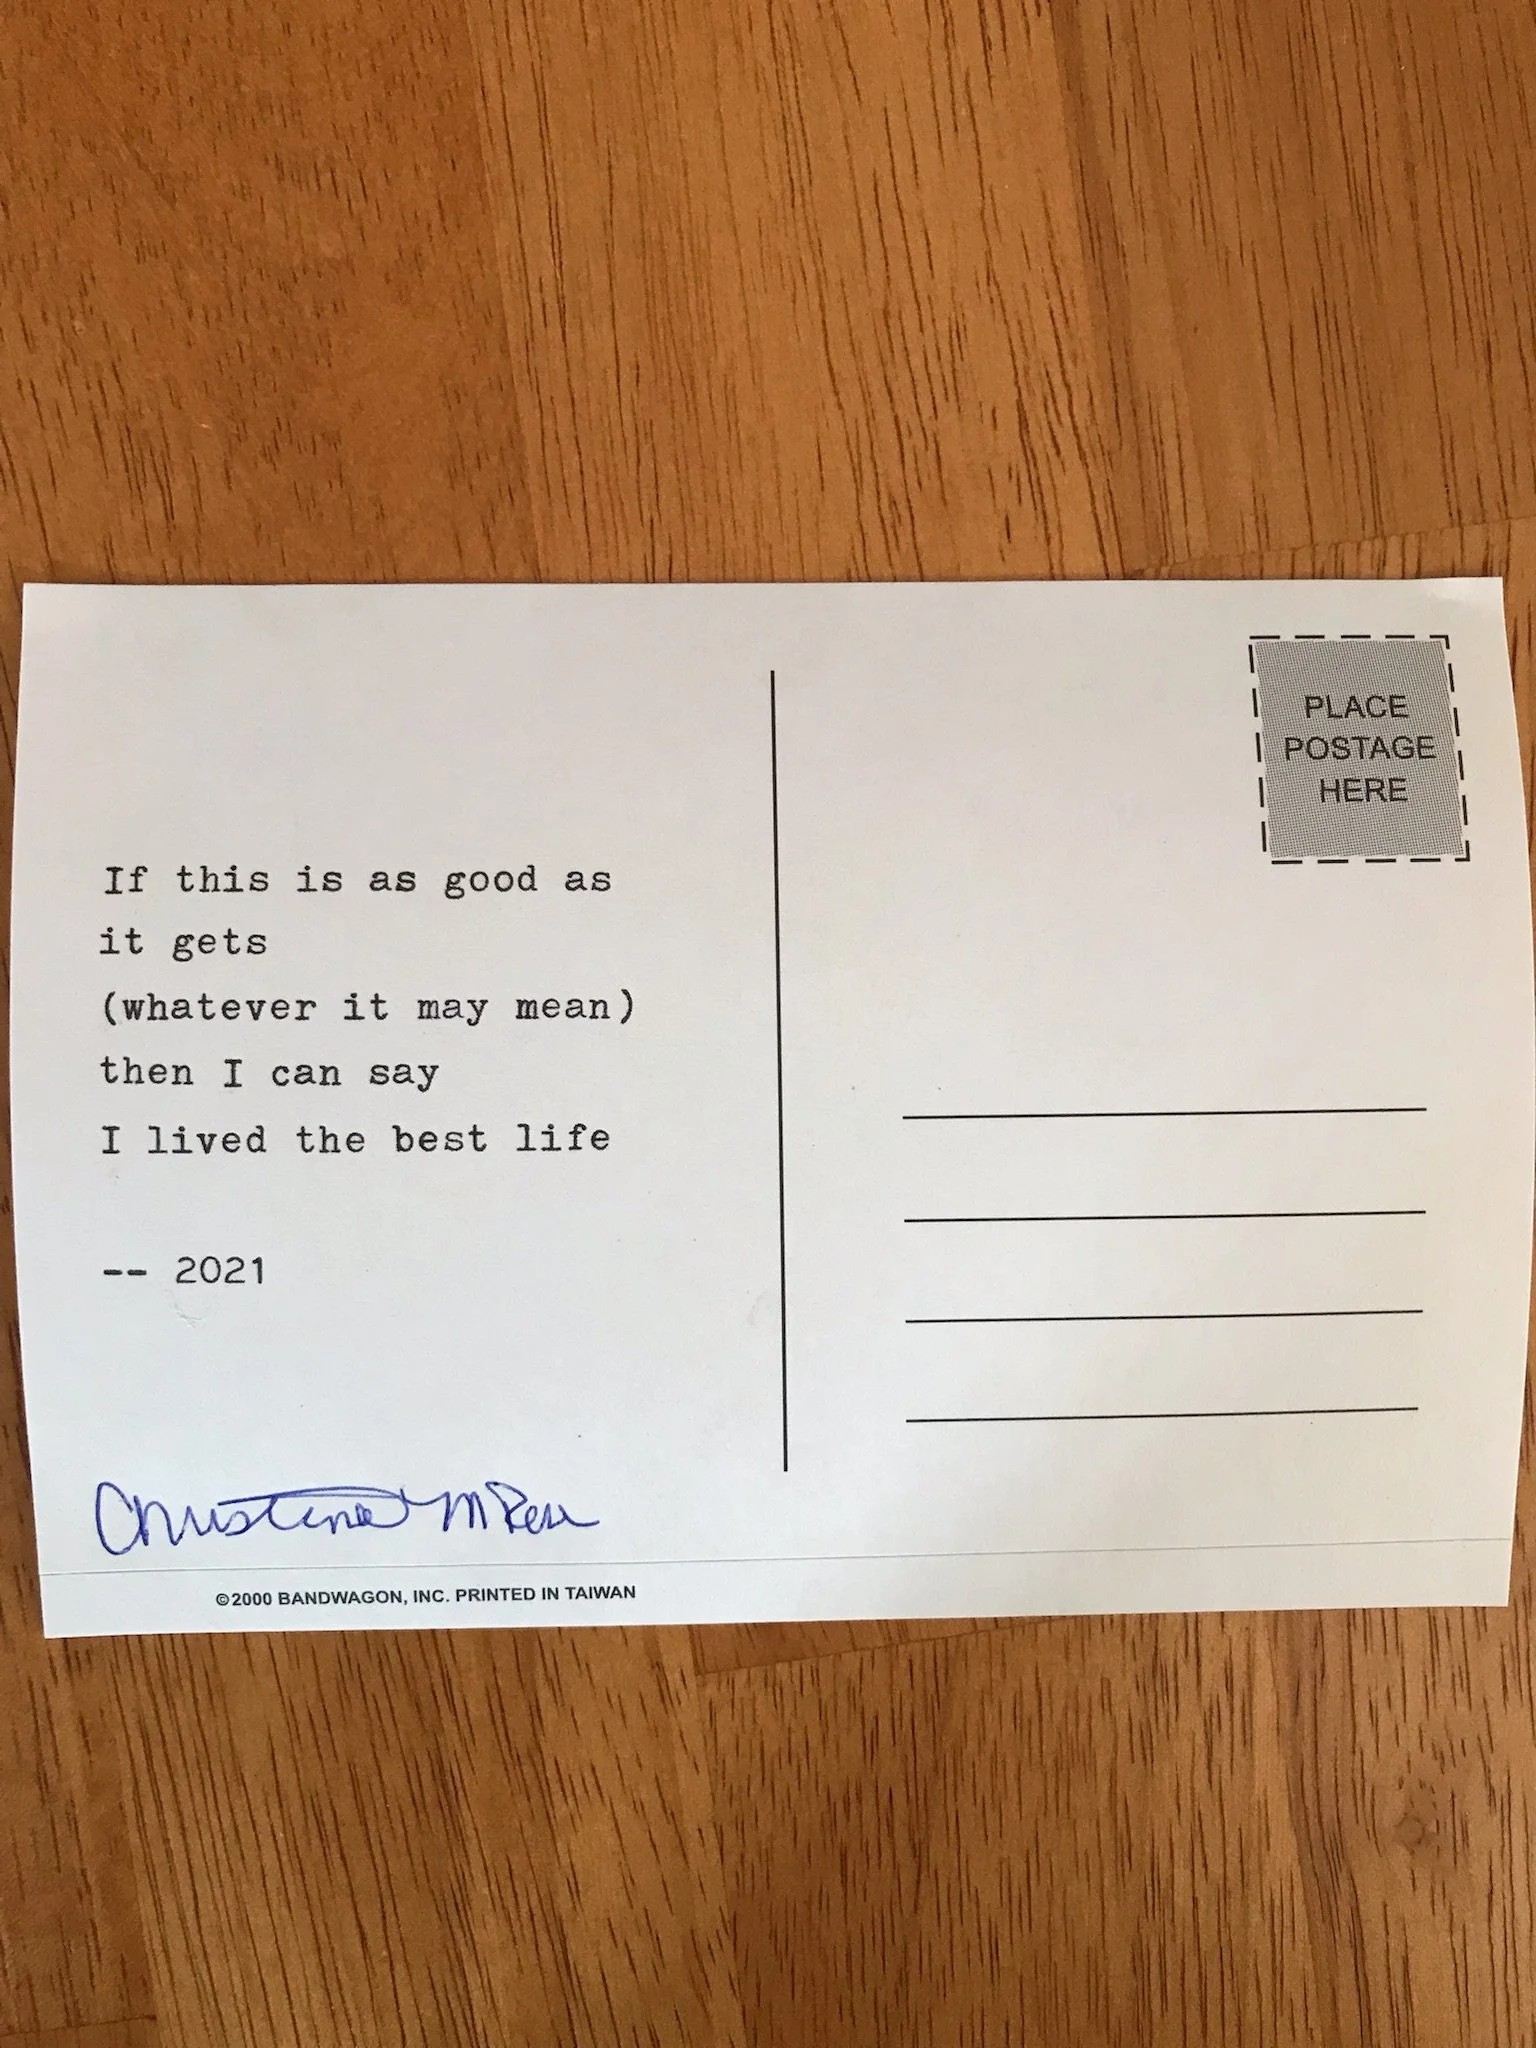 PLACE
POSTAGE
HERE
If this is as good as
it gets
(whatever it may mean)
then I can say
I lived the best life
-- 2021
Christina M
©2000 BANDWAGON, INC. PRINTED IN TAIWAN